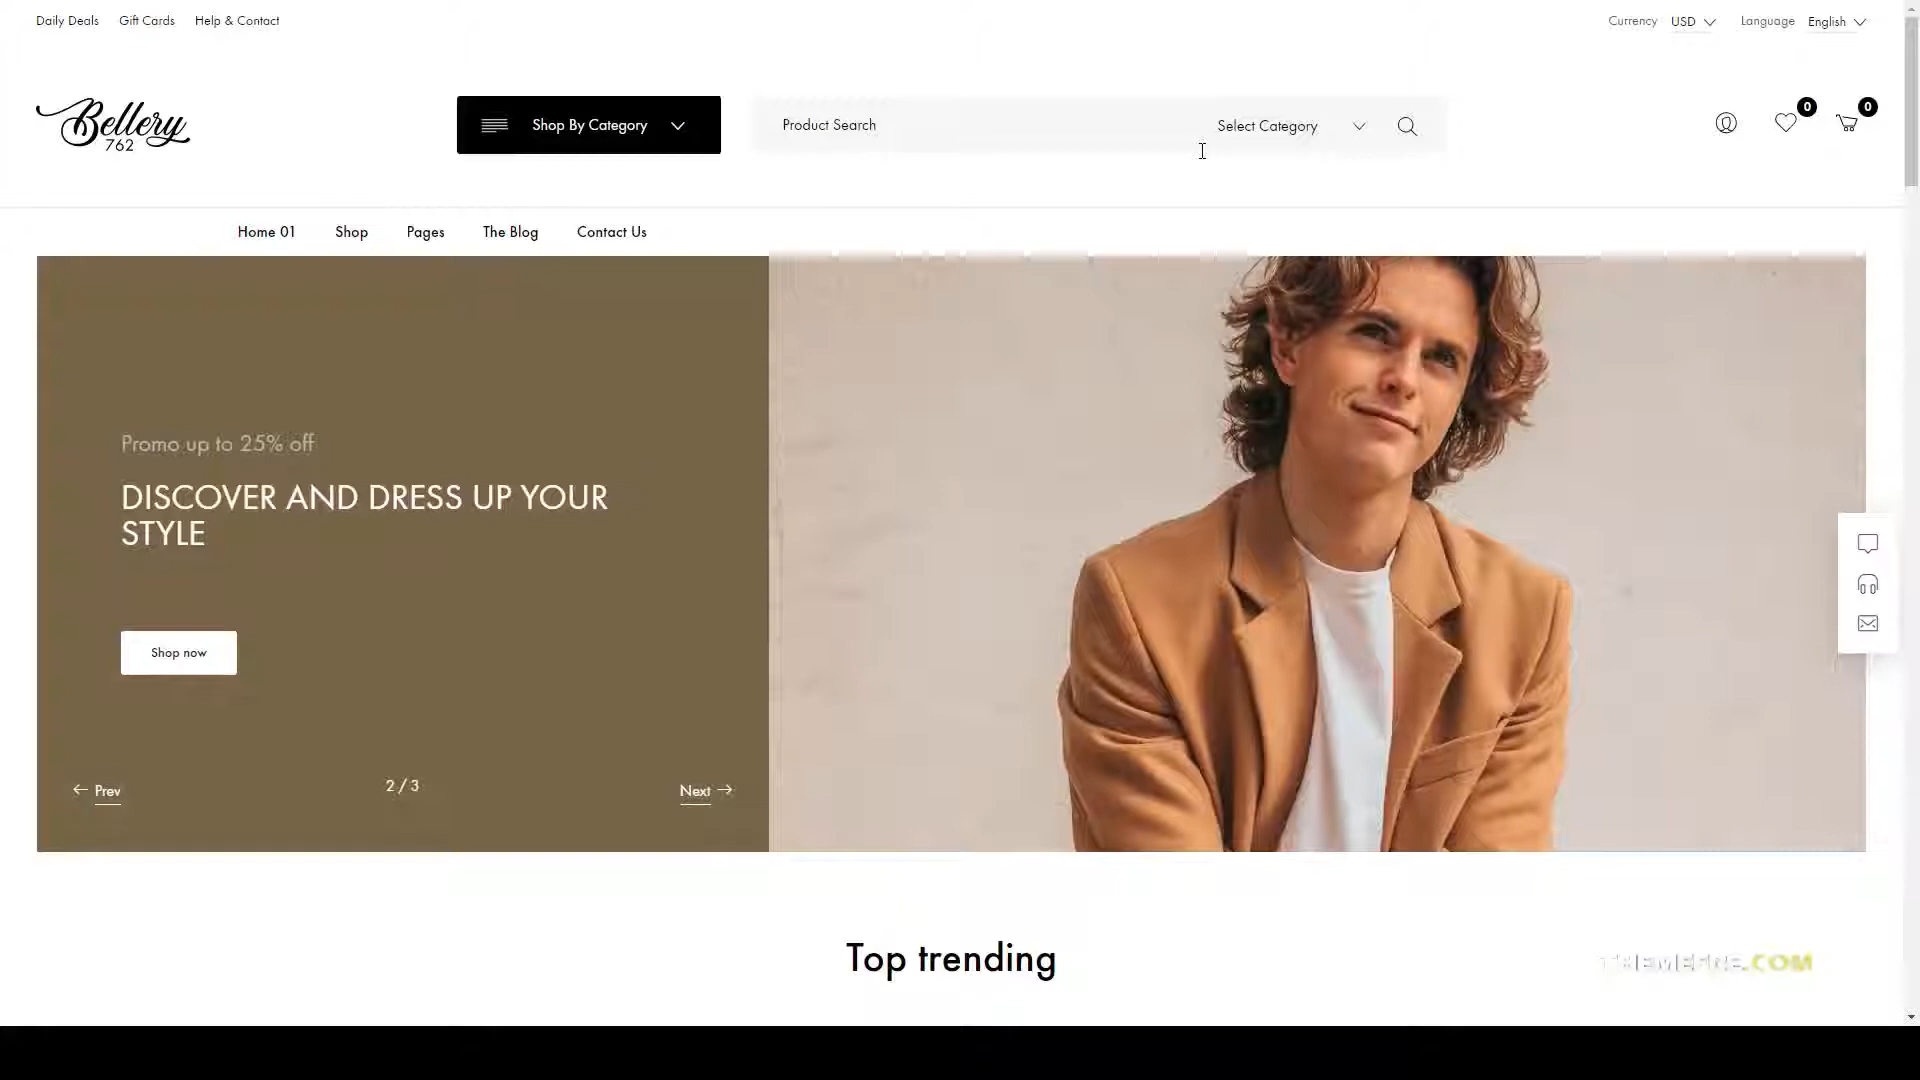 Daily Deals Gift Cards Help & Contact Currency USD Language English
Bellery
762
Shop By Category
Product Search
Select Category
0
0
Home 01 Shop Pages The Blog Contact Us
Promo up to 25% off
DISCOVER AND DRESS UP YOUR
STYLE
Shop now
Prev
2 / 3
Next
Top trending
THEMEFRE.COM